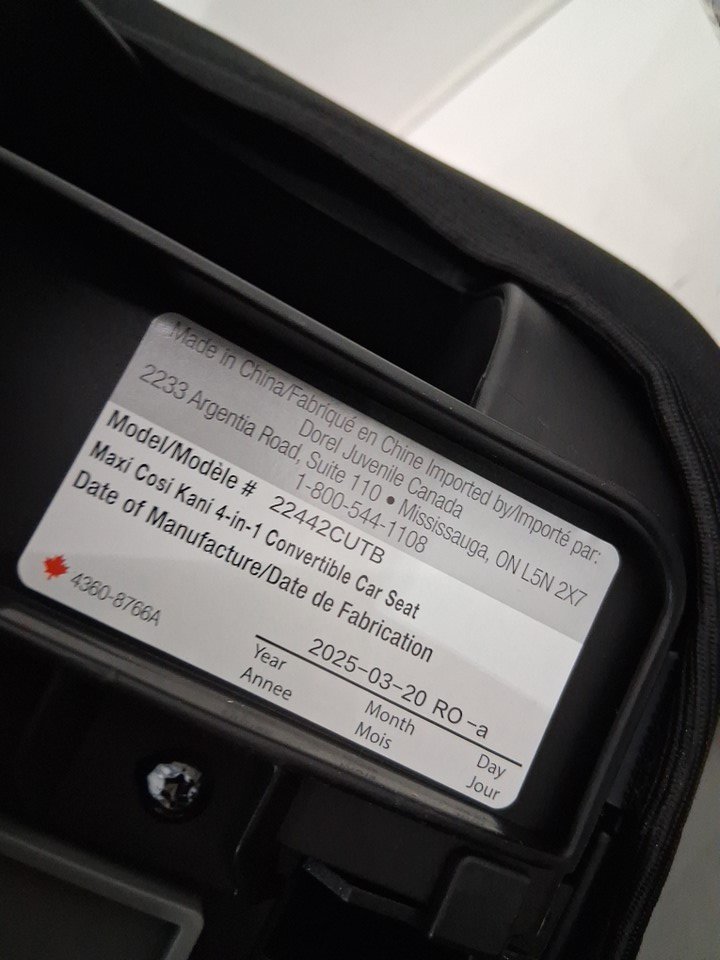 Made in China/Fabriqué en Chine Imported by/Importé par:
Dorel Juvenile Canada
2233 Argentia Road, Suite 110 • Mississauga, ON L5N 2X7
1-800-544-1108
Model/Modèle # 22442CUTB
Maxi Cosi Kani 4-in-1 Convertible Car Seat
Date of Manufacture/Date de Fabrication
2025-03-20 RO-a
Year Month Day
Annee Mois Jour
4360-8766A